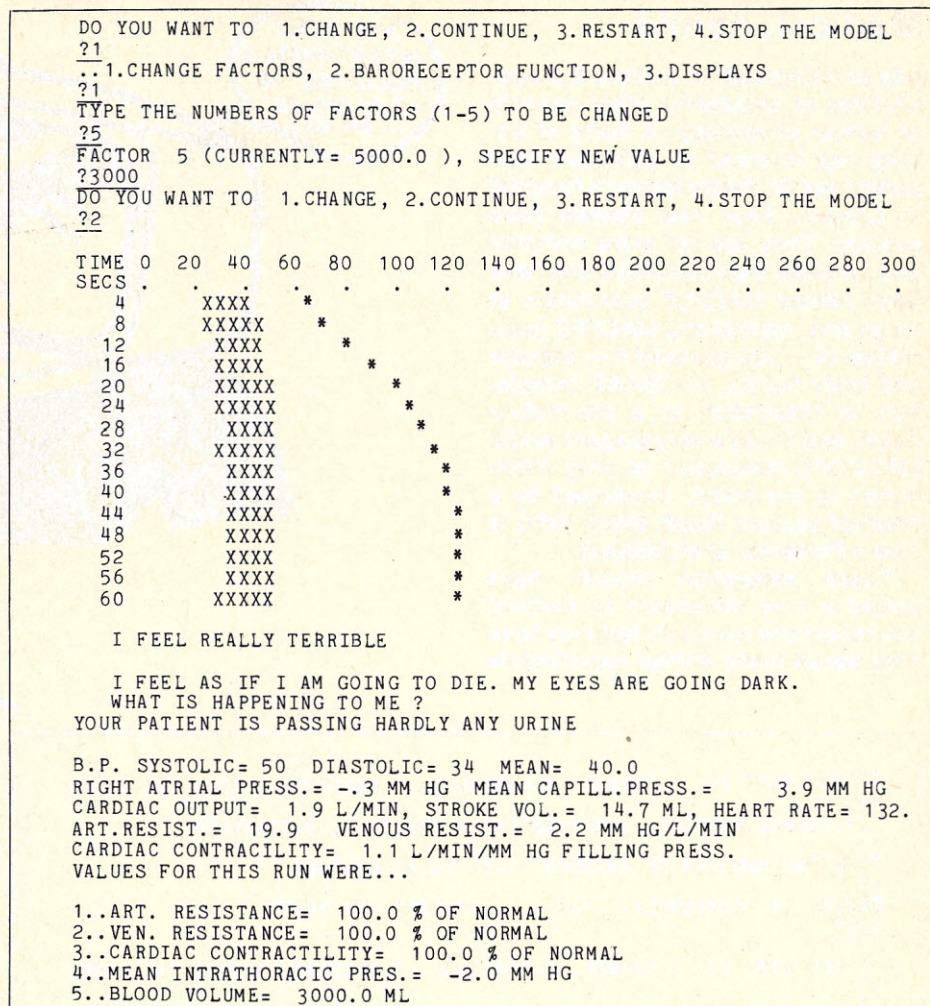 DO YOU WANT TO 1.CHANGE, 2.CONTINUE, 3.RESTART, 4.STOP THE MODEL
?1
..1.CHANGE FACTORS, 2.BARORECEPTOR FUNCTION, 3.DISPLAYS
?1
TYPE THE NUMBERS OF FACTORS (1-5) TO BE CHANGED
?5
FACTOR 5 (CURRENTLY= 5000.0 ), SPECIFY NEW VALUE
?3000
DO YOU WANT TO 1.CHANGE, 2.CONTINUE, 3.RESTART, 4.STOP THE MODEL
?2
TIME 0 20 40 60 80 100 120 140 160 180 200 220 240 260 280 300
SECS . . . . . . . . . . . . . . . .
4 XXXX *
8 XXXXX *
12 XXXX *
16 XXXX *
20 XXXXX *
24 XXXXX *
28 XXXX *
32 XXXXX *
36 XXXX *
40 XXXX *
44 XXXX *
48 XXXX *
52 XXXX *
56 XXXX *
60 XXXXX *
I FEEL REALLY TERRIBLE
I FEEL AS IF I AM GOING TO DIE. MY EYES ARE GOING DARK.
WHAT IS HAPPENING TO ME ?
YOUR PATIENT IS PASSING HARDLY ANY URINE
B.P. SYSTOLIC= 50 DIASTOLIC= 34 MEAN= 40.0
RIGHT ATRIAL PRESS.= -.3 MM HG MEAN CAPILL.PRESS.= 3.9 MM HG
CARDIAC OUTPUT= 1.9 L/MIN, STROKE VOL.= 14.7 ML, HEART RATE= 132.
ART.RESIST.= 19.9 VENOUS RESIST.= 2.2 MM HG/L/MIN
CARDIAC CONTRACILITY= 1.1 L/MIN/MM HG FILLING PRESS.
VALUES FOR THIS RUN WERE...
1..ART. RESISTANCE= 100.0 % OF NORMAL
2..VEN. RESISTANCE= 100.0 % OF NORMAL
3..CARDIAC CONTRACTILITY= 100.0 % OF NORMAL
4..MEAN INTRATHORACIC PRES.= -2.0 MM HG
5..BLOOD VOLUME= 3000.0 ML